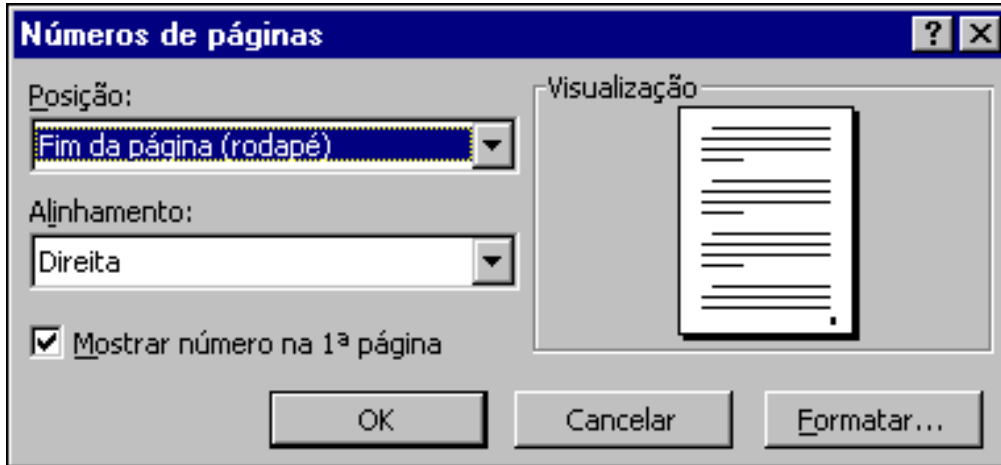 Números de páginas
Posição:
Fim da página (rodapé)
Alinhamento:
Direita
Mostrar número na 1ª página
Visualização
OK
Cancelar
Formatar...